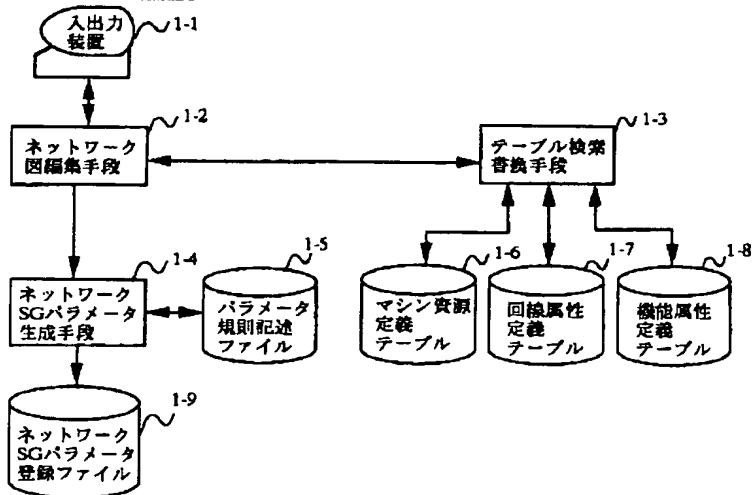 入出力
装置
1-1
1-2
ネットワーク
図編集手段
1-3
テーブル検索
替換手段
1-4
ネットワーク
SGパラメータ
生成手段
1-5
パラメータ
規則記述
ファイル
1-6
マシン資源
定義
テーブル
1-7
回線属性
定義
テーブル
1-8
機能属性
定義
テーブル
1-9
ネットワーク
SGパラメータ
登録ファイル